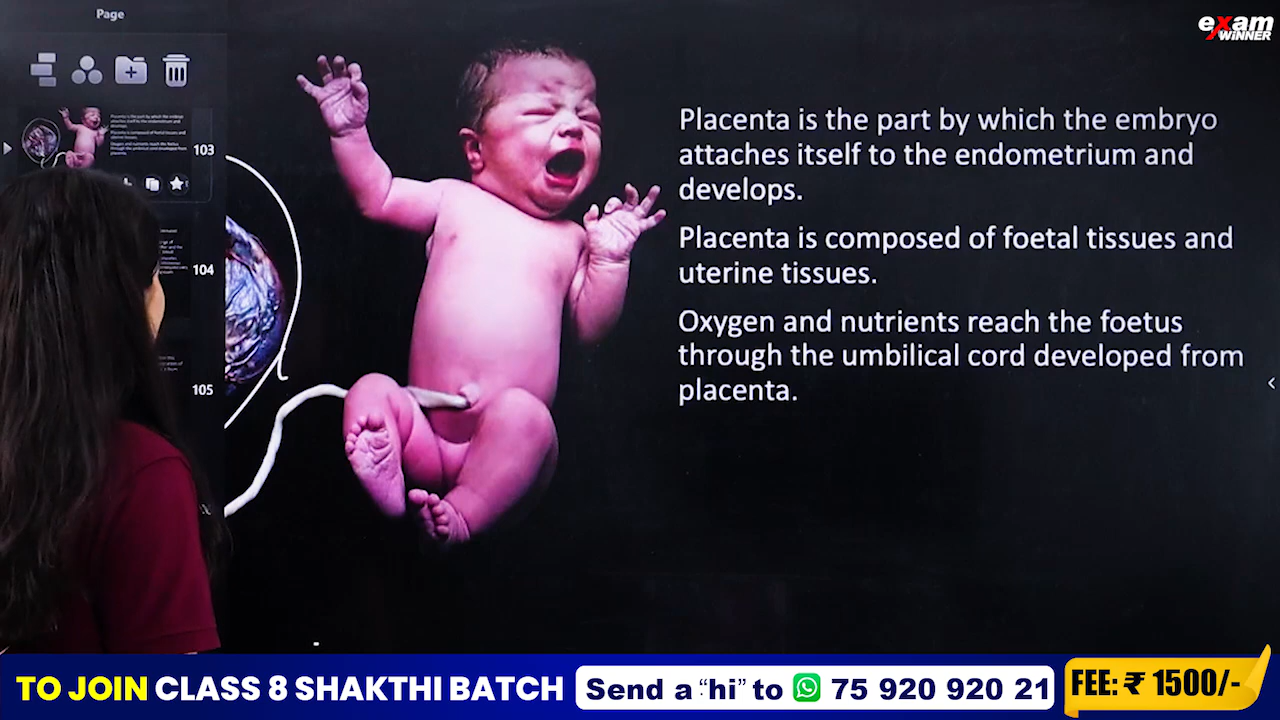 Page
exam
WINNER
103
104
105
Placenta is the part by which the embryo
attaches itself to the endometrium and
develops.
Placenta is composed of foetal tissues and
uterine tissues.
Oxygen and nutrients reach the foetus
through the umbilical cord developed from
placenta.
TO JOIN CLASS 8 SHAKTHI BATCH
Send a “hi” to 75 920 920 21
FEE: ₹ 1500/-